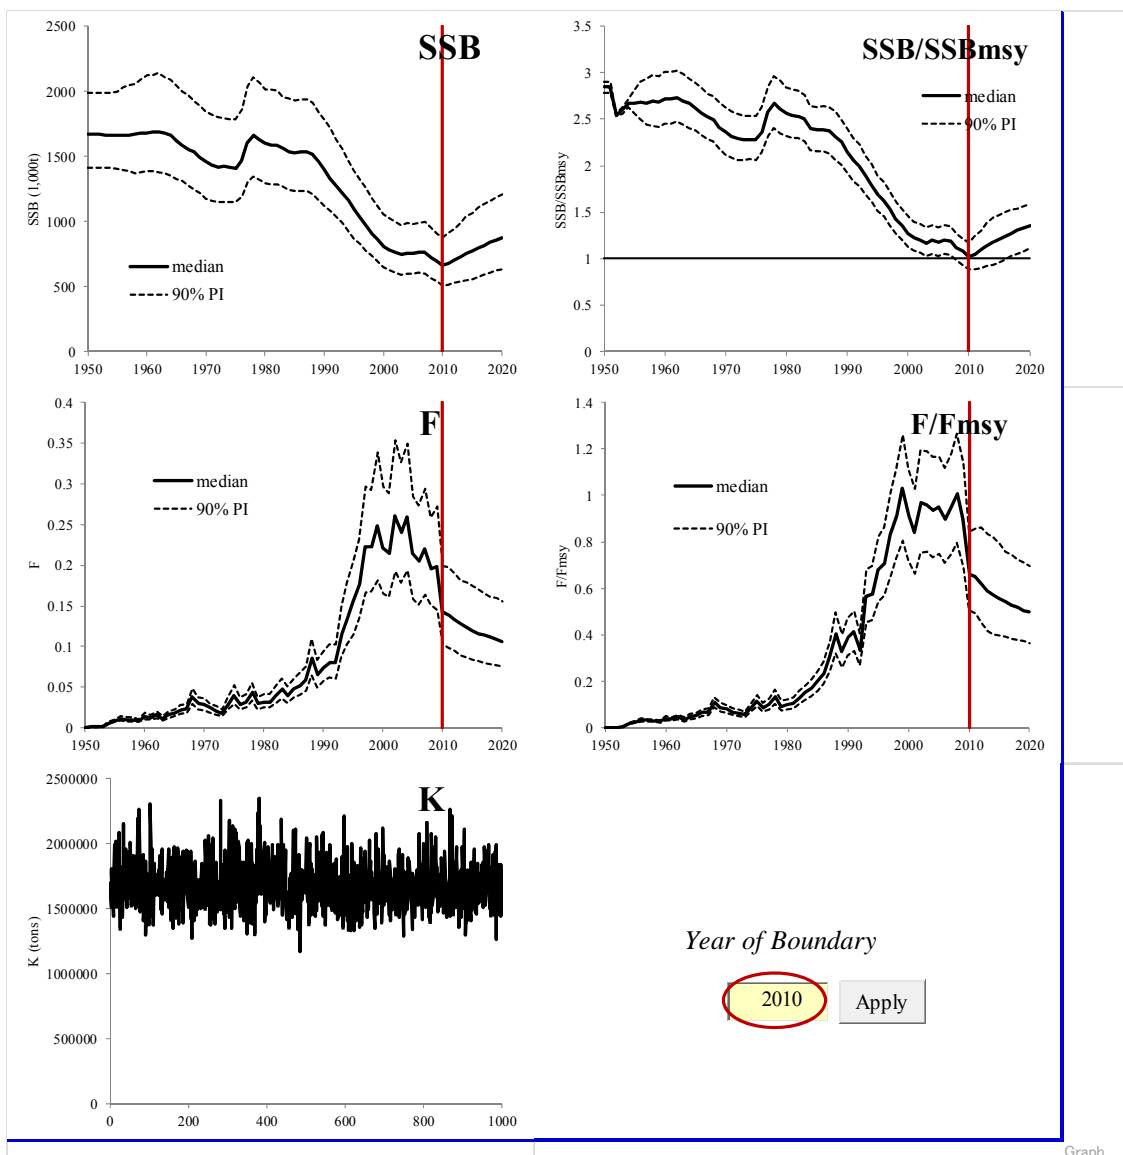 SSB
2500
2000
1500
1000
500
0
SSB (1,000t)
median
90% PI
1950 1960 1970 1980 1990 2000 2010 2020
SSB/SSBmsy
3.5
3
2.5
2
1.5
1
0.5
0
SSB/SSBmsy
median
90% PI
1950 1960 1970 1980 1990 2000 2010 2020
F
0.4
0.35
0.3
0.25
0.2
0.15
0.1
0.05
0
F
median
90% PI
1950 1960 1970 1980 1990 2000 2010 2020
F/Fmsy
1.4
1.2
1
0.8
0.6
0.4
0.2
0
F/Fmsy
median
90% PI
1950 1960 1970 1980 1990 2000 2010 2020
K
2500000
2000000
1500000
1000000
500000
0
K (tons)
0 200 400 600 800 1000
Year of Boundary
2010 Apply
Graph